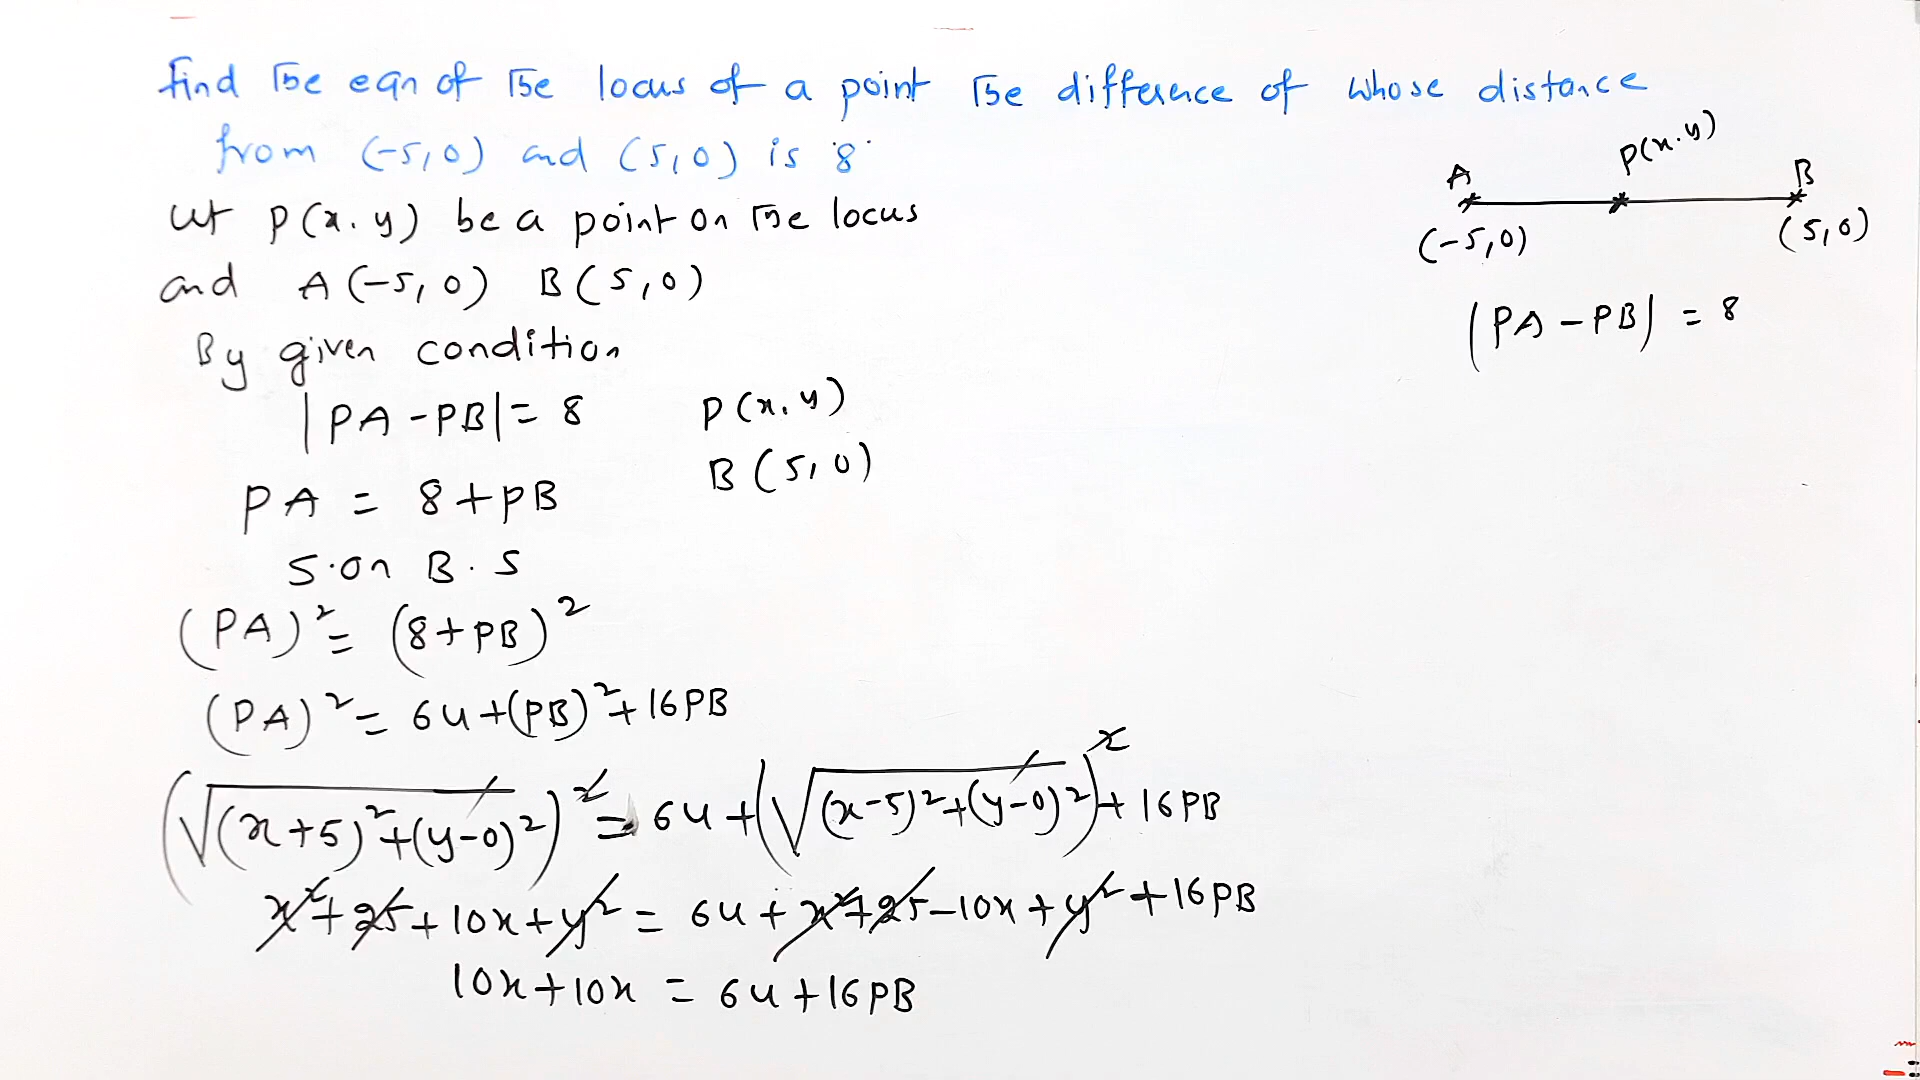 Find the eqn of the locus of a point the difference of whose distance
from (-5,0) and (5,0) is 8
Let P(x.y) be a point on the locus
and A(-5,0) B(5,0)
By given condition
|PA-PB|=8
P(x.y)
B(5,0)
PA = 8+PB
S.on B.S
(PA)²= (8+PB)²
(PA)²= 64+(PB)²+16PB
(√(x+5)²+(y-0)²)²= 64+(√(x-5)²+(y-0)²)²+16PB
x²+25+10x+y² = 64+x²+25-10x+y²+16PB
10x+10x = 64+16PB
P(x.y)
A B
(-5,0) (5,0)
|PA-PB| = 8